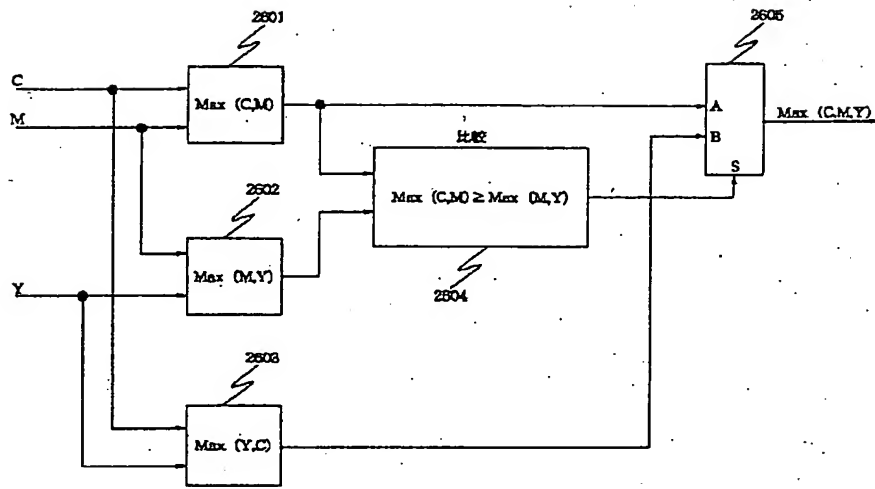 2601
2605
C
Max (C,M)
A
Max (C,M,Y)
M
B
比較
S
Max (C,M) ≥ Max (M,Y)
2602
Max (M,Y)
2604
Y
2603
Max (Y,C)